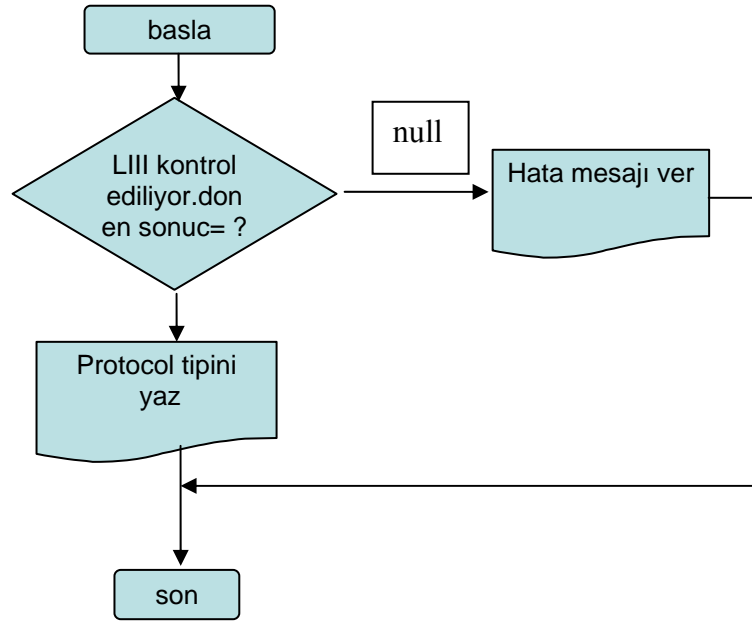 basla
LIII kontrol
ediliyor.don
en sonuc= ?
null
Hata mesajı ver
Protocol tipini
yaz
son